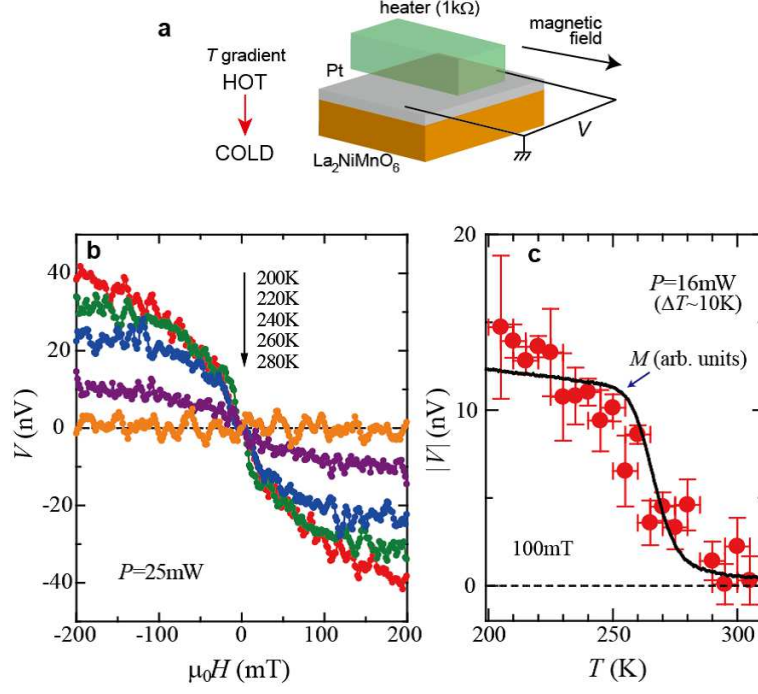 a
heater (1kΩ)
magnetic
field
T gradient
HOT
COLD
Pt
La2NiMnO6
V
b
V (nV)
40
20
0
-20
-40
200K
220K
240K
260K
280K
P=25mW
-200
-100
0
100
200
μ0H (mT)
c
|V| (nV)
20
10
0
P=16mW
(ΔT~10K)
M (arb. units)
100mT
200
250
300
T (K)